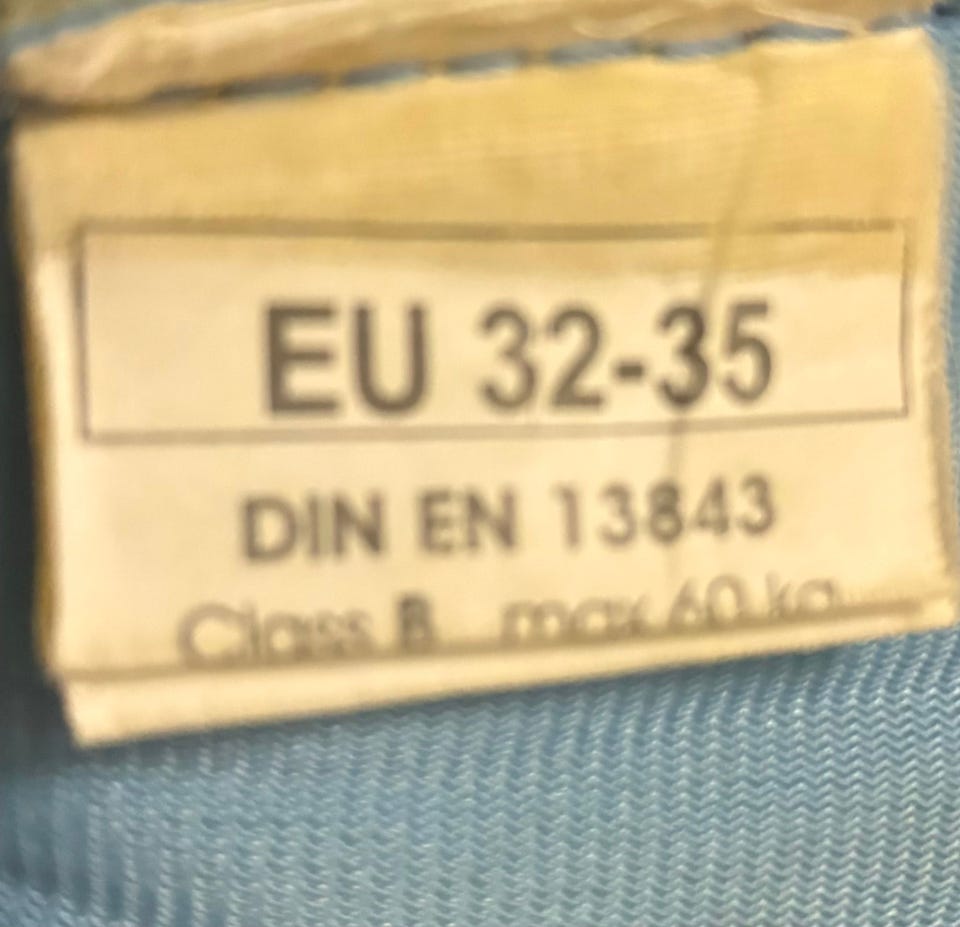 EU 32-35
DIN EN 13843
Class B max 60 kg